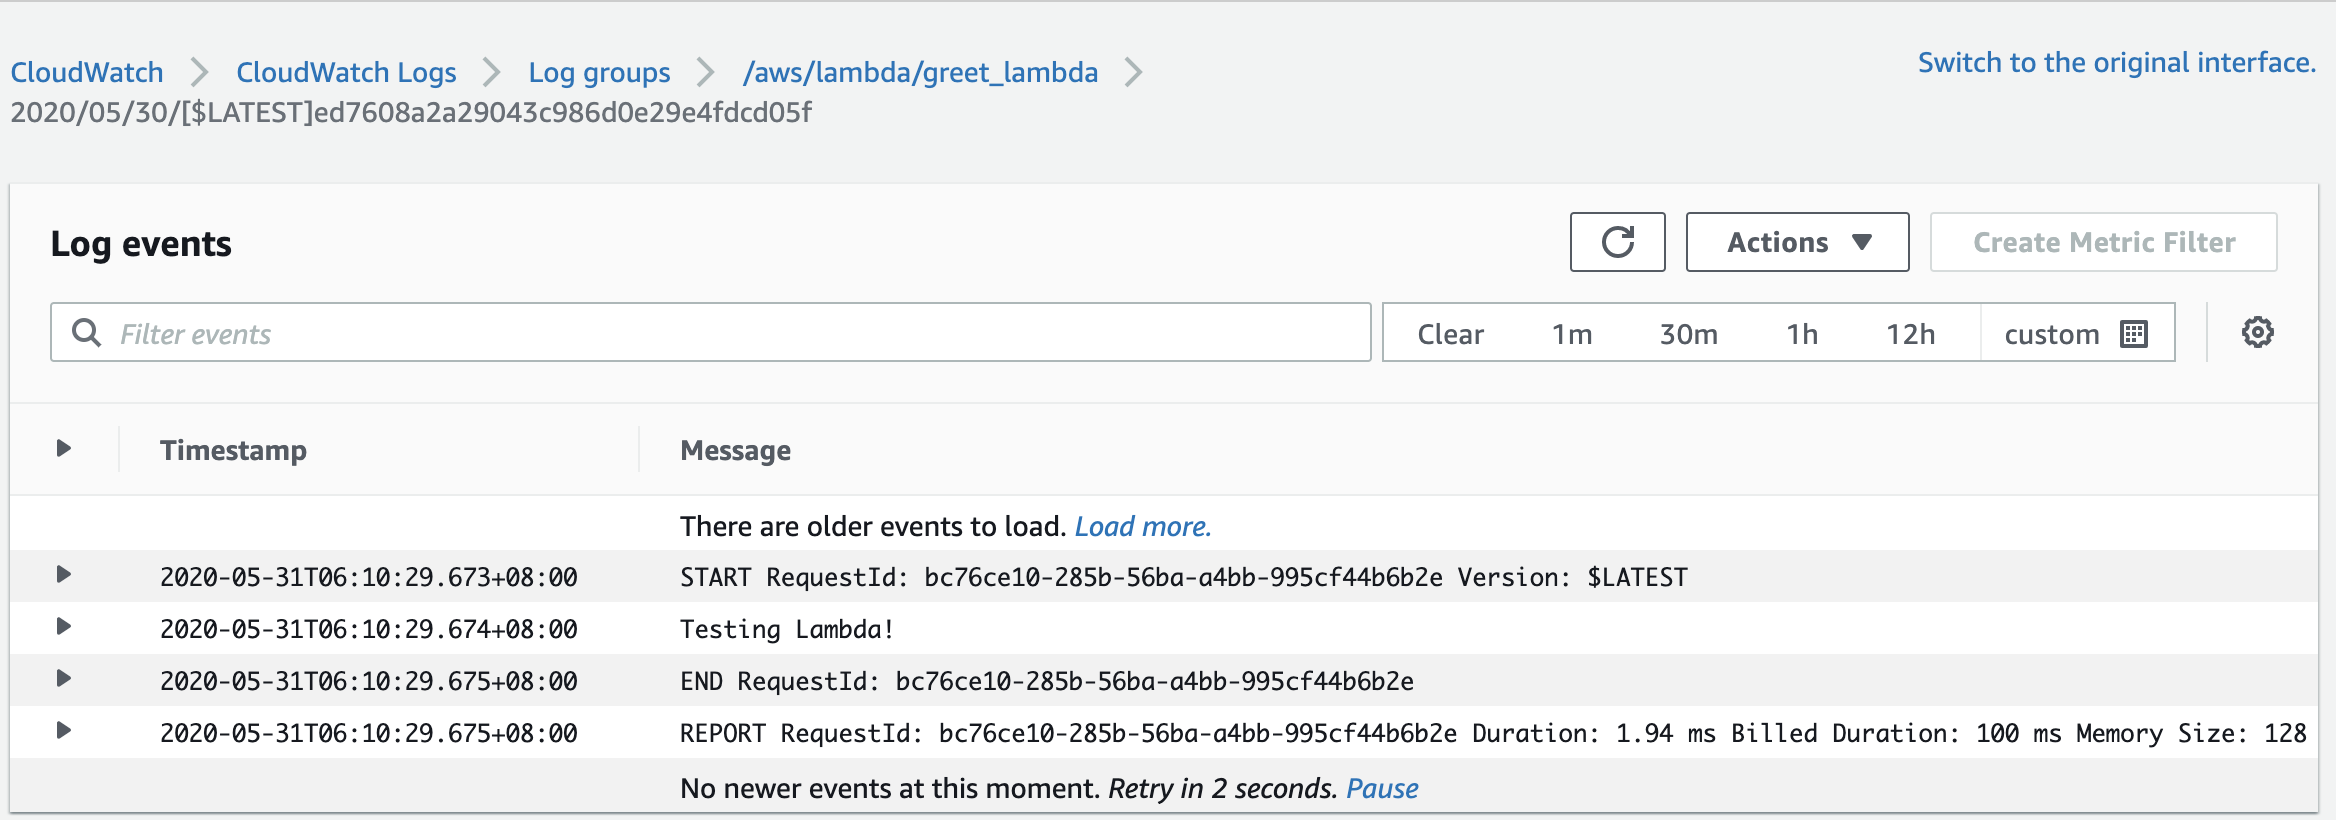 CloudWatch CloudWatch Logs Log groups /aws/lambda/greet_lambda
Switch to the original interface.
2020/05/30/[$LATEST]ed7608a2a29043c986d0e29e4fdcd05f
Log events
Actions
Create Metric Filter
Filter events
Clear 1m 30m 1h 12h custom
Timestamp Message
There are older events to load. Load more.
2020-05-31T06:10:29.673+08:00 START RequestId: bc76ce10-285b-56ba-a4bb-995cf44b6b2e Version: $LATEST
2020-05-31T06:10:29.674+08:00 Testing Lambda!
2020-05-31T06:10:29.675+08:00 END RequestId: bc76ce10-285b-56ba-a4bb-995cf44b6b2e
2020-05-31T06:10:29.675+08:00 REPORT RequestId: bc76ce10-285b-56ba-a4bb-995cf44b6b2e Duration: 1.94 ms Billed Duration: 100 ms Memory Size: 128
No newer events at this moment. Retry in 2 seconds. Pause